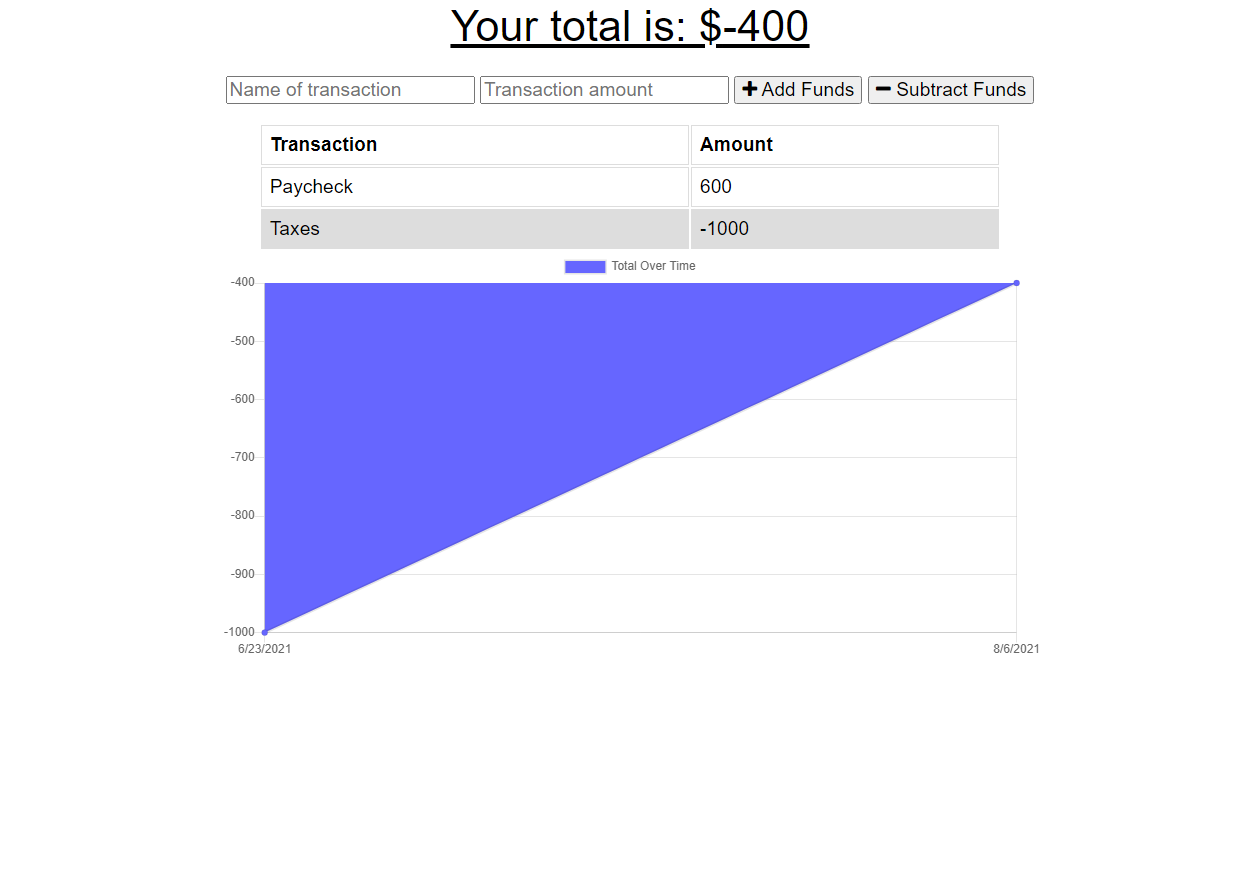 Your total is: $-400
Name of transaction Transaction amount + Add Funds - Subtract Funds
Transaction Amount
Paycheck 600
Taxes -1000
Total Over Time
-400
-500
-600
-700
-800
-900
-1000
6/23/2021 8/6/2021